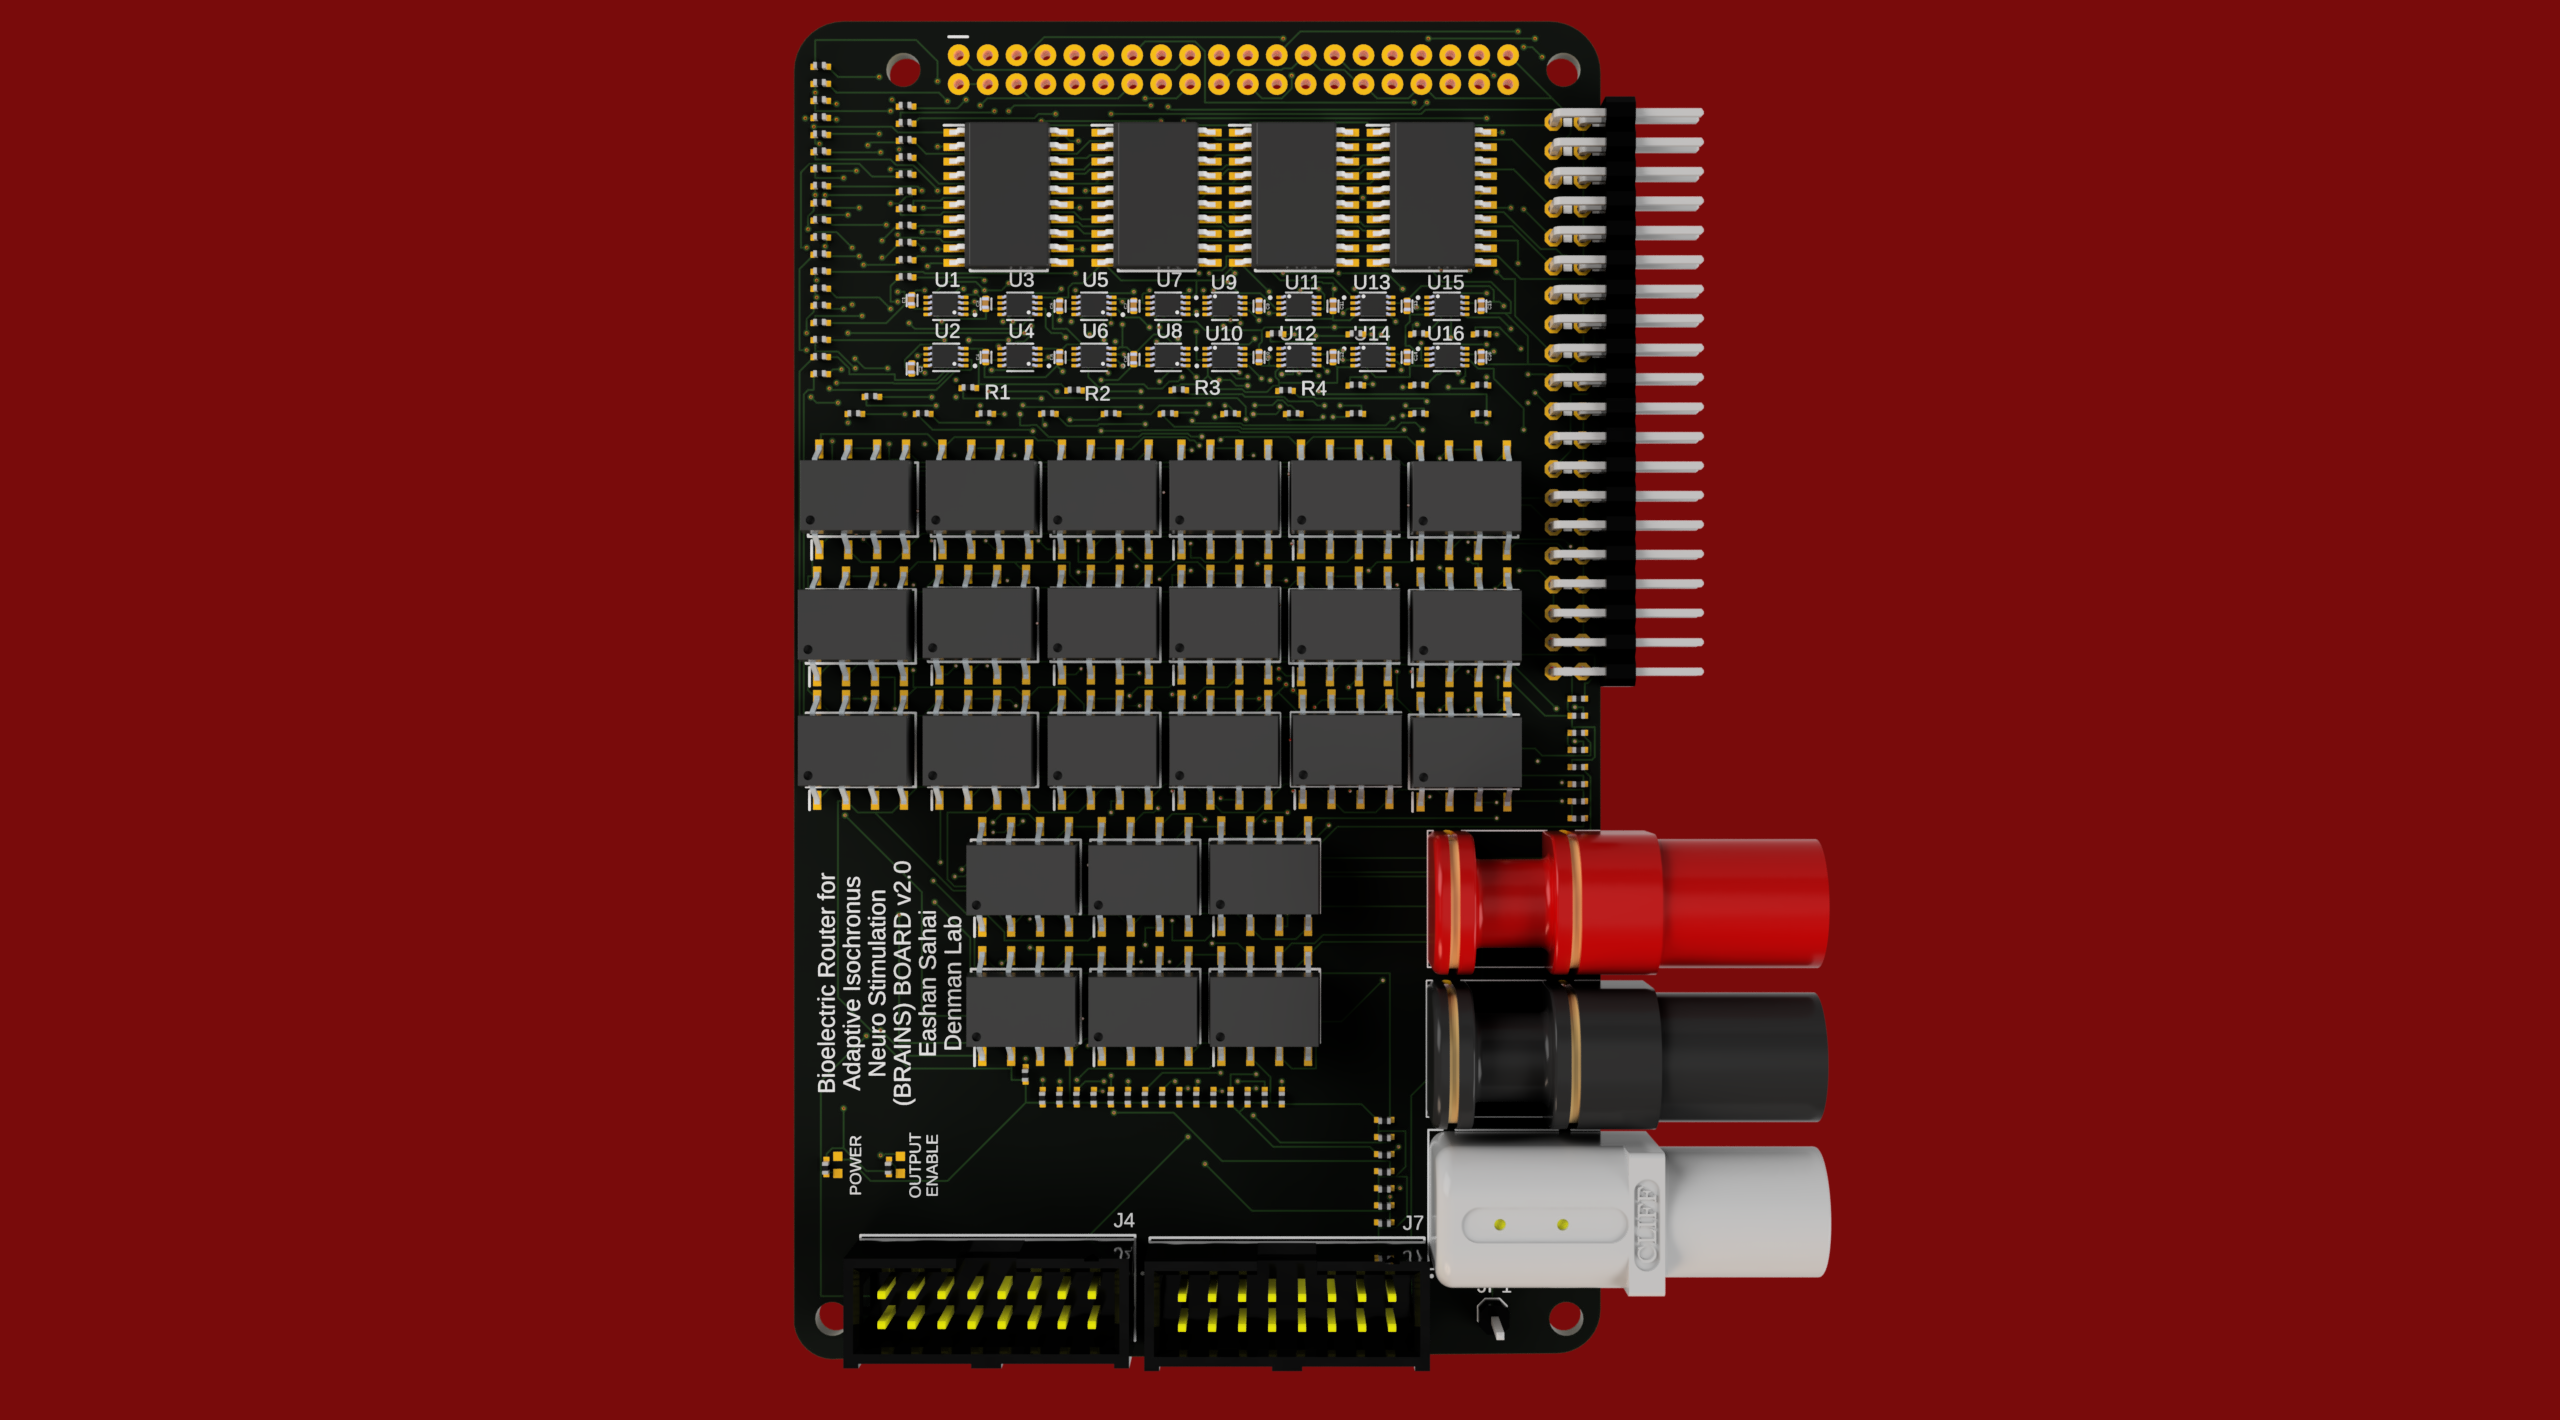 U1 U3 U5 U7 U9 U11 U13 U15
U2 U4 U6 U8 U10 U12 U14 U16
R1 R2 R3 R4
Bioelectric Router for
Adaptive Isochronus
Neuro Stimulation
(BRAINS) BOARD v2.0
Eashan Sahai
Denman Lab
POWER
OUTPUT
ENABLE
J4
J7
CLIFF